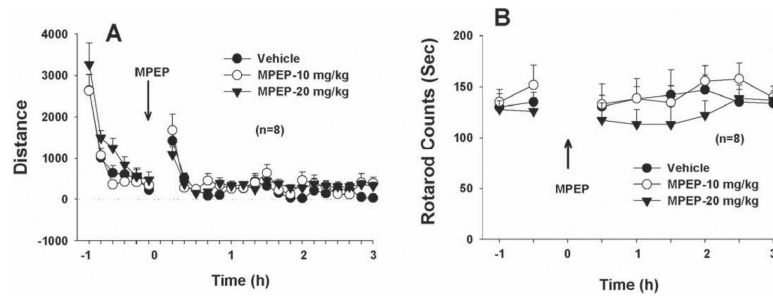 A
MPEP
Vehicle
MPEP-10 mg/kg
MPEP-20 mg/kg
(n=8)
Distance
4000
3000
2000
1000
0
-1000
-1 0 1 2 3
Time (h)
B
Rotarod Counts (Sec)
200
150
100
50
0
(n=8)
MPEP
Vehicle
MPEP-10 mg/kg
MPEP-20 mg/kg
-1 0 1 2 3
Time (h)